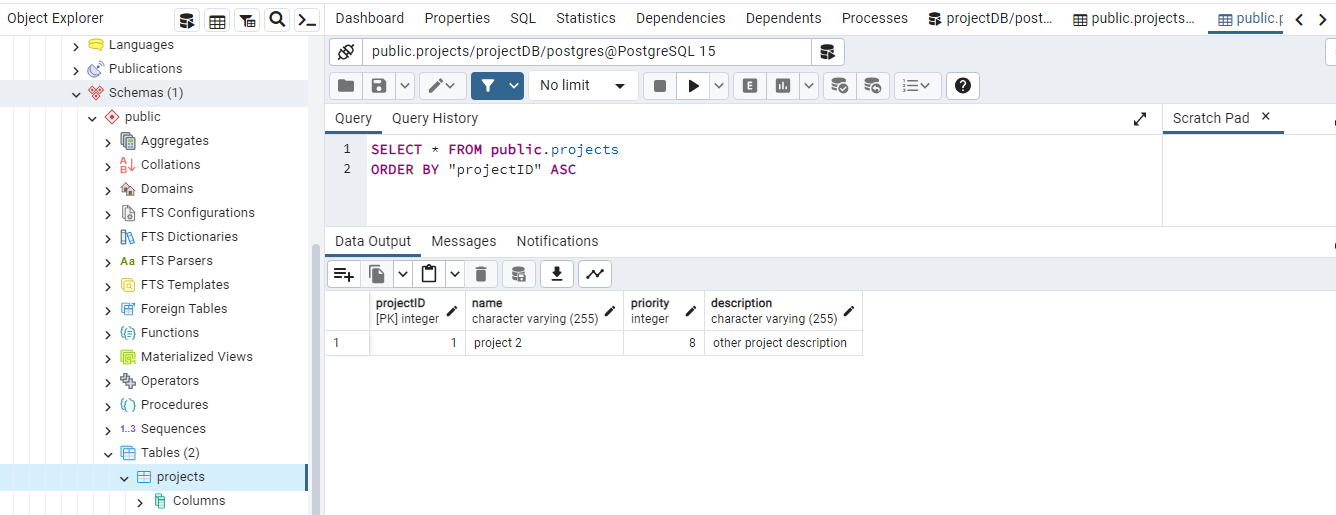 Object Explorer
Dashboard Properties SQL Statistics Dependencies Dependents Processes projectDB/post... public.projects... public.p
Languages
Publications
Schemas (1)
public
Aggregates
Collations
Domains
FTS Configurations
FTS Dictionaries
FTS Parsers
FTS Templates
Foreign Tables
Functions
Materialized Views
Operators
Procedures
1..3 Sequences
Tables (2)
projects
Columns
public.projects/projectDB/postgres@PostgreSQL 15
No limit E
Query Query History
Scratch Pad
1 SELECT * FROM public.projects
2 ORDER BY "projectID" ASC
Data Output Messages Notifications
projectID name priority description
[PK] integer character varying (255) integer character varying (255)
1 1 project 2 8 other project description